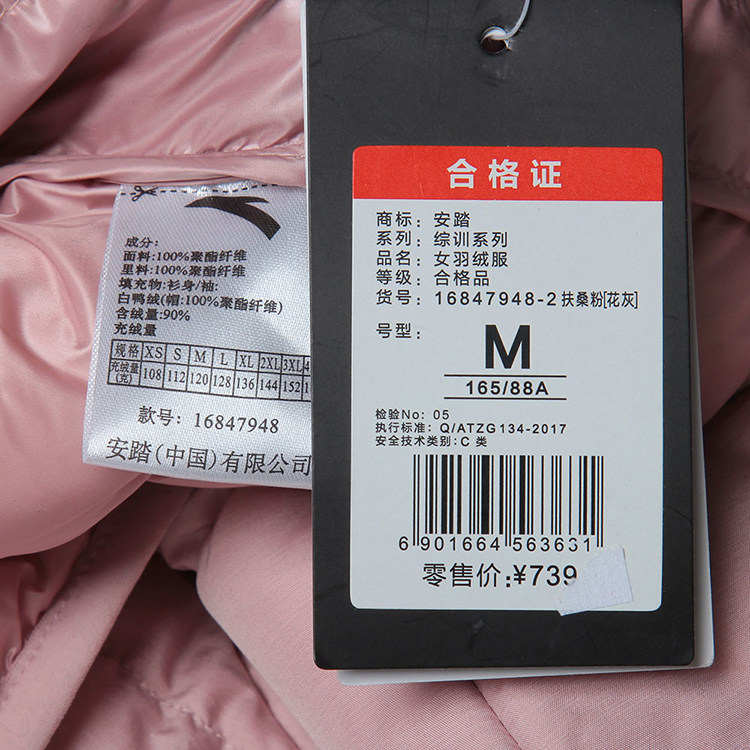 成分:
面料:100%聚酯纤维
里料:100%聚酯纤维
填充物:衫身/袖:
白鸭绒(帽:100%聚酯纤维)
含绒量:90%
充绒量
规格 XS S M L XL 2XL 3XL 4
充绒量(克) 108 112 120 128 136 144 152 1
款号: 16847948
安踏(中国)有限公司
合格证
商标: 安踏
系列: 综训系列
品名: 女羽绒服
等级: 合格品
货号: 16847948-2 扶桑粉[花灰]
号型: M
165/88A
检验No: 05
执行标准: Q/ATZG134-2017
安全技术类别: C 类
6 901664 563631
零售价: ¥739